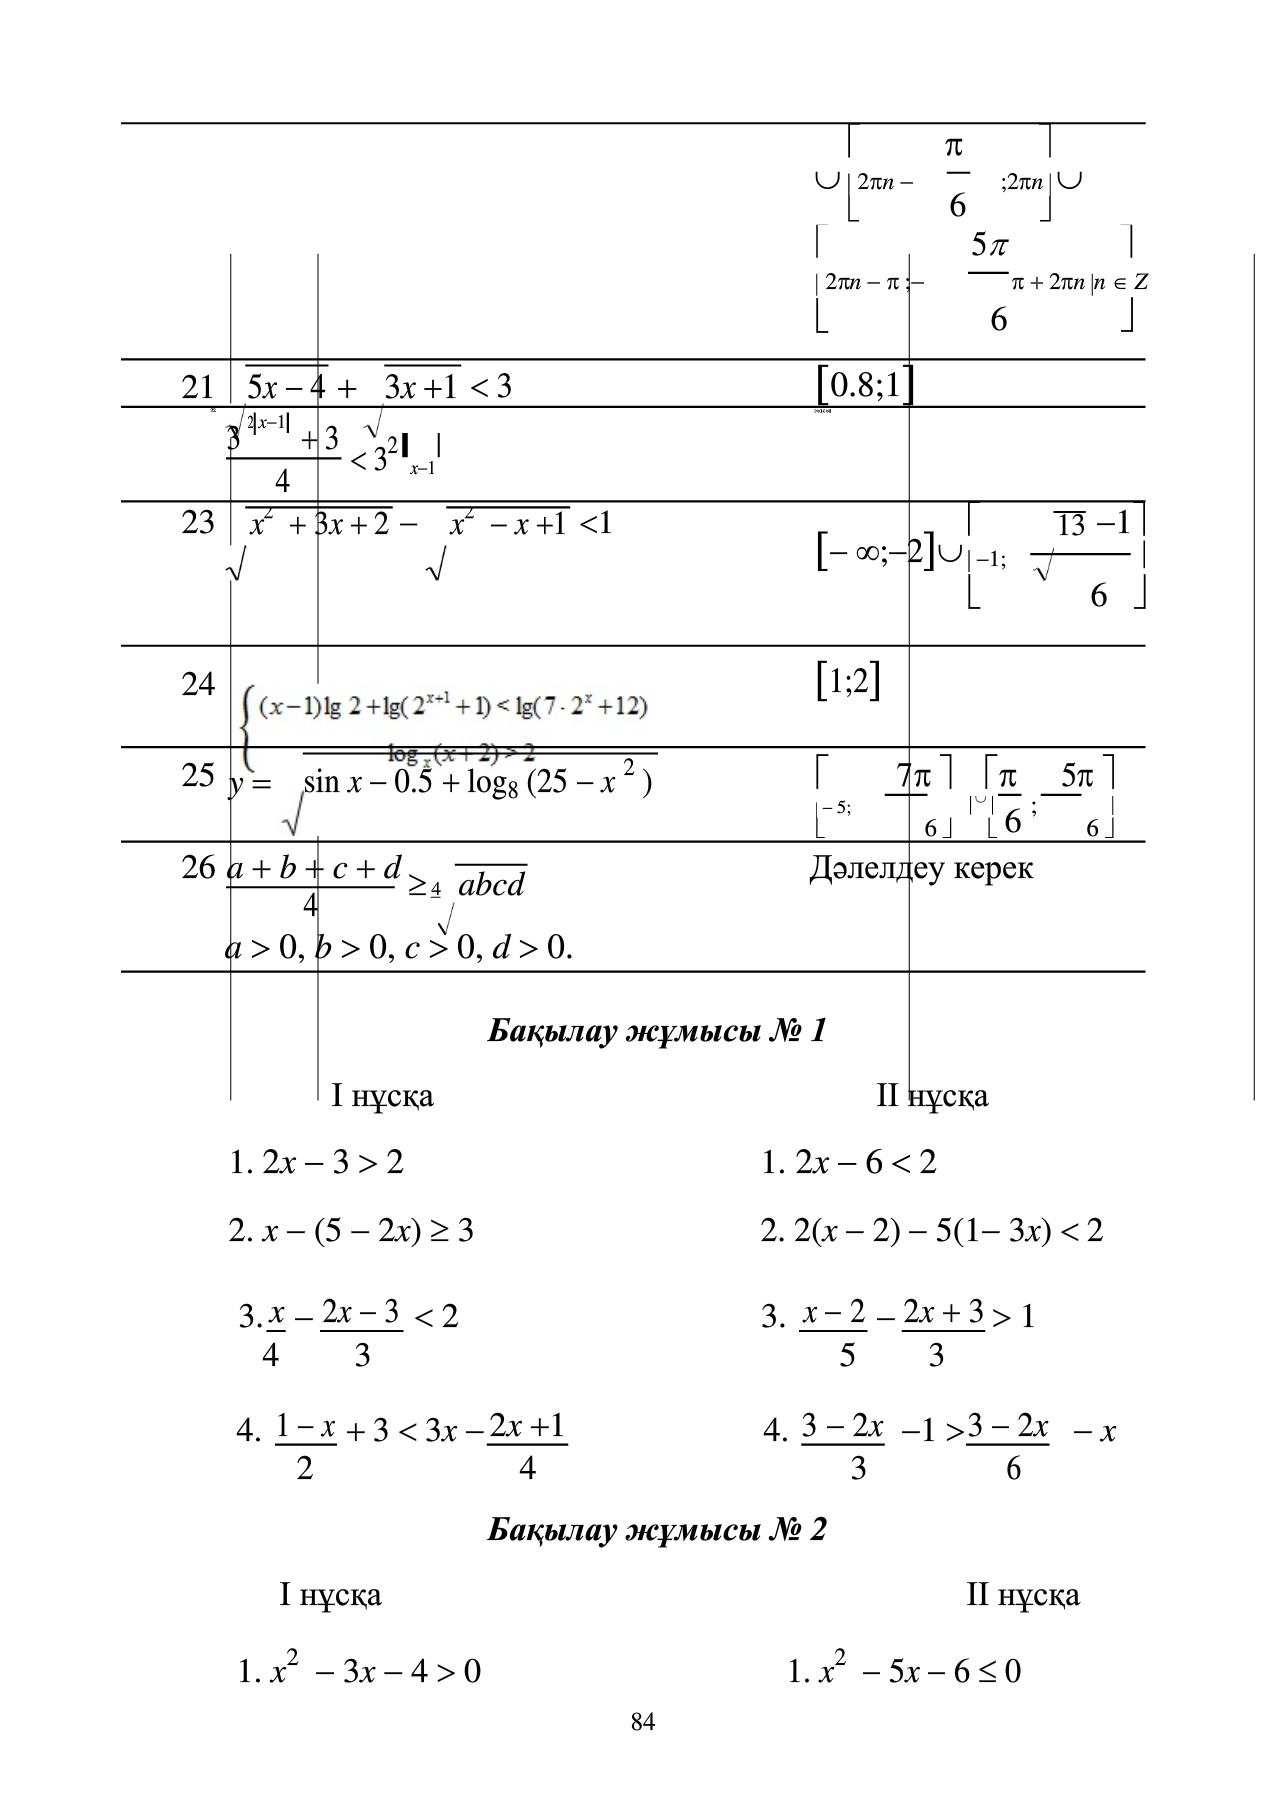 ∪[2πn − π/6 ;2πn]∪
[2πn − π ;− 5π/6 π + 2πn]n ∈ Z
21 √(5x − 4) + √(3x +1) < 3 [0.8;1]
(3^(2|x−1|) + 3)/4 < 3^2|x−1|
23 √(x² + 3x + 2) − √(x² − x +1) <1 [− ∞;−2]∪[−1; (√13 −1)/6]
24 {(x−1)lg 2+lg(2^(x+1) +1) < lg(7·2^x +12) [1;2]
log_x(x+2) > 2
25 y = √(sin x − 0.5 + log₈ (25 − x²)) [−5; 7π/6]∪[π/6 ; 5π/6]
26 (a + b + c + d)/4 ≥ ⁴√(abcd) Дәлелдеу керек
a > 0, b > 0, c > 0, d > 0.
Бақылау жұмысы № 1
I нұсқа II нұсқа
1. 2x − 3 > 2 1. 2x − 6 < 2
2. x − (5 − 2x) ≥ 3 2. 2(x − 2) − 5(1− 3x) < 2
3. x/4 − (2x − 3)/3 < 2 3. (x − 2)/5 − (2x + 3)/3 > 1
4. (1 − x)/2 + 3 < 3x − (2x +1)/4 4. (3 − 2x)/3 −1 > (3 − 2x)/6 − x
Бақылау жұмысы № 2
I нұсқа II нұсқа
1. x² − 3x − 4 > 0 1. x² − 5x − 6 ≤ 0
84